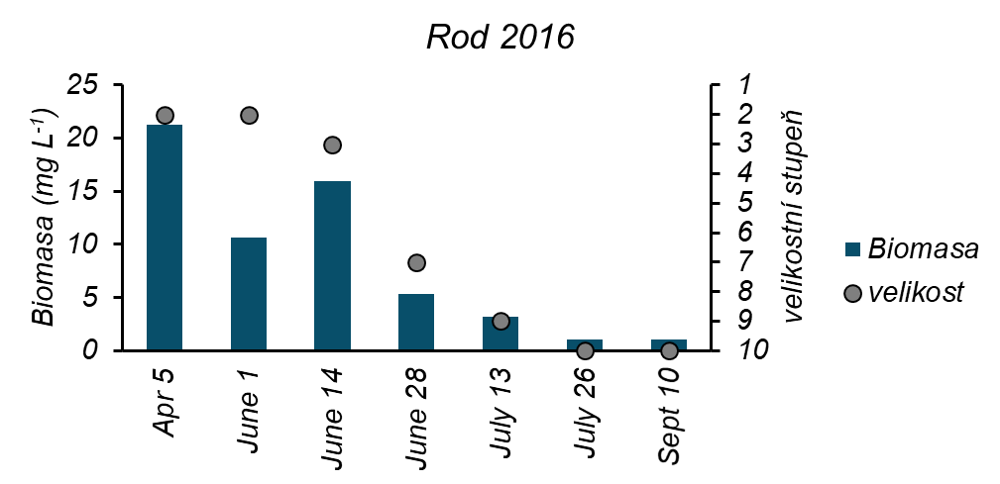 Rod 2016
Biomasa (mg L-1)
25
20
15
10
5
0
1
2
3
4
5
6
7
8
9
10
velikostní stupeň
Apr 5
June 1
June 14
June 28
July 13
July 26
Sept 10
Biomasa
velikost